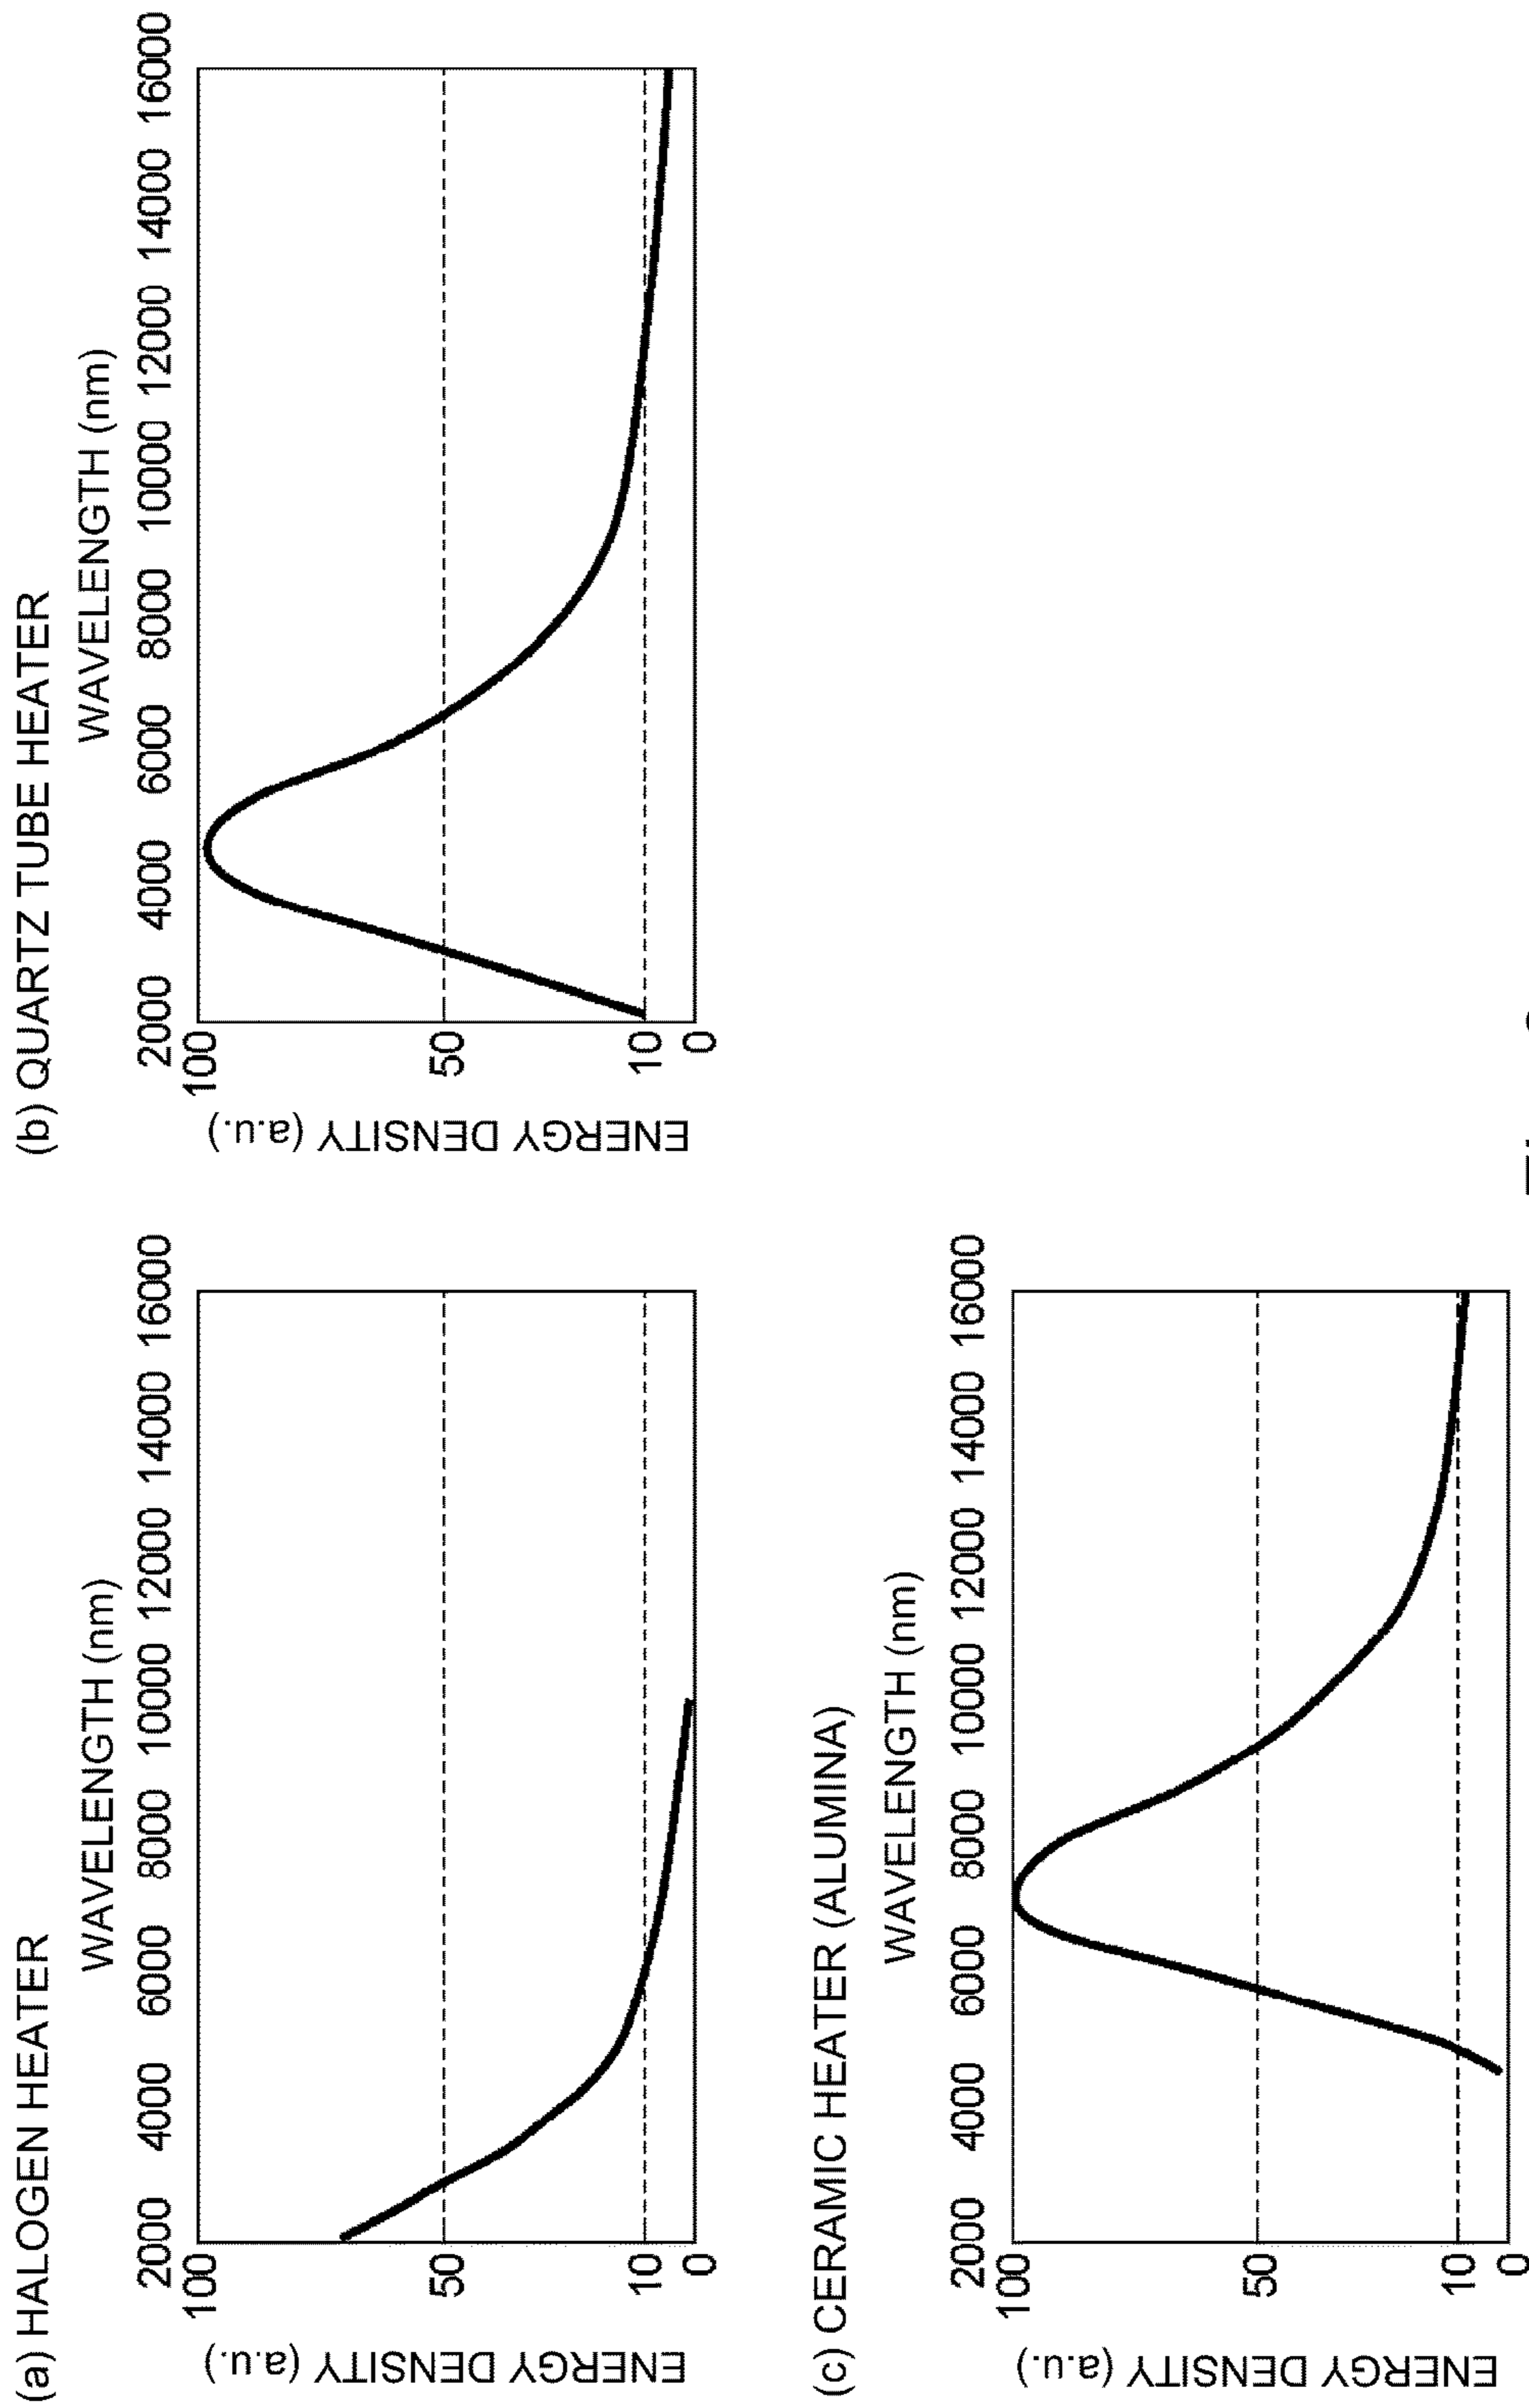 (a) HALOGEN HEATER
WAVELENGTH (nm)
2000 4000 6000 8000 10000 12000 14000 16000
100
50
10
0
ENERGY DENSITY (a.u.)
(b) QUARTZ TUBE HEATER
WAVELENGTH (nm)
2000 4000 6000 8000 10000 12000 14000 16000
100
50
10
0
ENERGY DENSITY (a.u.)
(c) CERAMIC HEATER (ALUMINA)
WAVELENGTH (nm)
2000 4000 6000 8000 10000 12000 14000 16000
100
50
10
0
ENERGY DENSITY (a.u.)